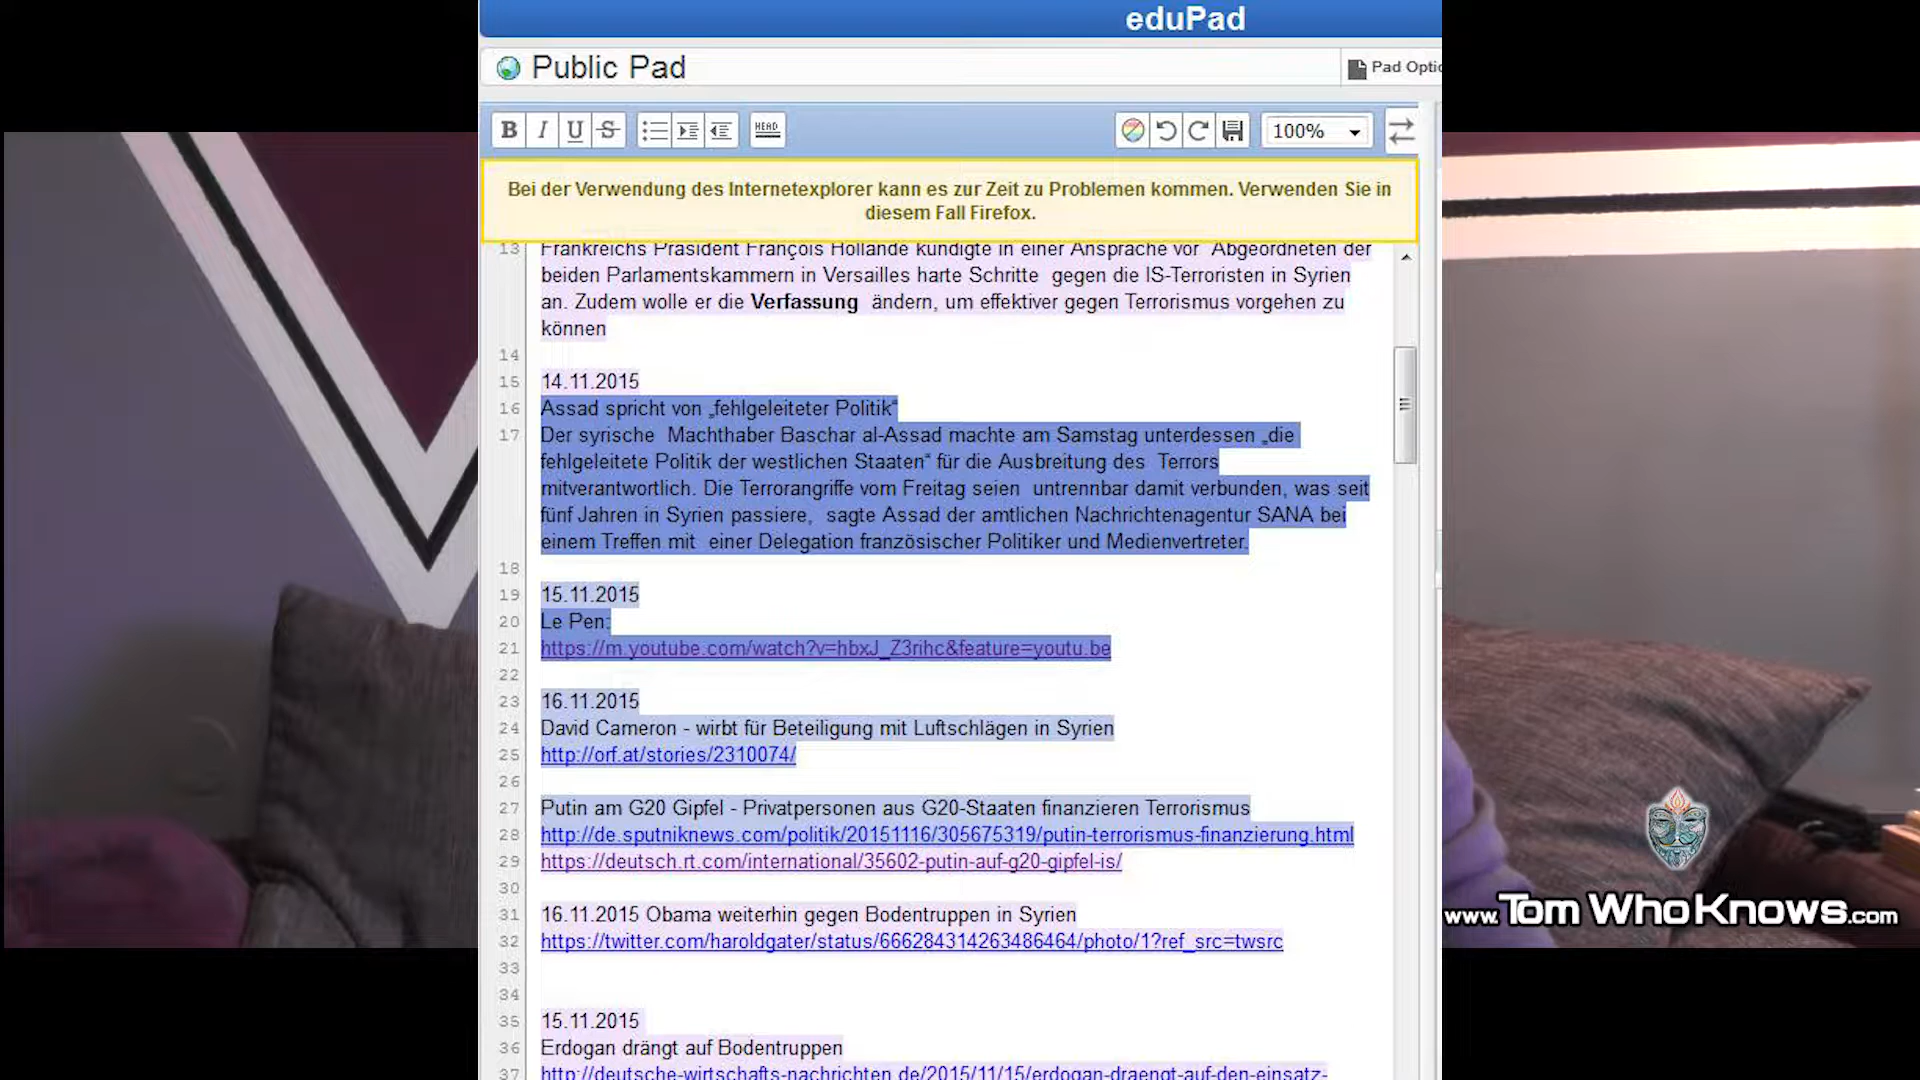 eduPad
Public Pad
Pad Optio
B I U S
HEAD
100%
Bei der Verwendung des Internetexplorer kann es zur Zeit zu Problemen kommen. Verwenden Sie in
diesem Fall Firefox.
13 Frankreichs Präsident François Hollande kündigte in einer Ansprache vor Abgeordneten der
beiden Parlamentskammern in Versailles harte Schritte gegen die IS-Terroristen in Syrien
an. Zudem wolle er die Verfassung ändern, um effektiver gegen Terrorismus vorgehen zu
können
14
15 14.11.2015
16 Assad spricht von „fehlgeleiteter Politik“
17 Der syrische Machthaber Baschar al-Assad machte am Samstag unterdessen „die
fehlgeleitete Politik der westlichen Staaten“ für die Ausbreitung des Terrors
mitverantwortlich. Die Terrorangriffe vom Freitag seien untrennbar damit verbunden, was seit
fünf Jahren in Syrien passiere, sagte Assad der amtlichen Nachrichtenagentur SANA bei
einem Treffen mit einer Delegation französischer Politiker und Medienvertreter.
18
19 15.11.2015
20 Le Pen:
21 https://m.youtube.com/watch?v=hbxJ_Z3rihc&feature=youtu.be
22
23 16.11.2015
24 David Cameron - wirbt für Beteiligung mit Luftschlägen in Syrien
25 http://orf.at/stories/2310074/
26
27 Putin am G20 Gipfel - Privatpersonen aus G20-Staaten finanzieren Terrorismus
28 http://de.sputniknews.com/politik/20151116/305675319/putin-terrorismus-finanzierung.html
29 https://deutsch.rt.com/international/35602-putin-auf-g20-gipfel-is/
30
31 16.11.2015 Obama weiterhin gegen Bodentruppen in Syrien
32 https://twitter.com/haroldgater/status/666284314263486464/photo/1?ref_src=twsrc
33
34
35 15.11.2015
36 Erdogan drängt auf Bodentruppen
37 http://deutsche-wirtschafts-nachrichten.de/2015/11/15/erdogan-draengt-auf-den-einsatz-
www.TomWhoKnows.com